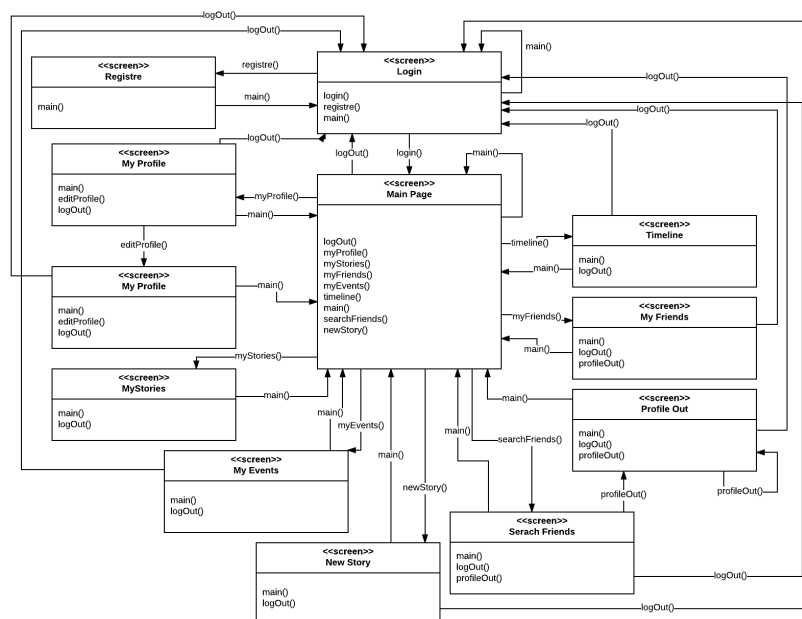 logOut()
logOut()
<<screen>>
Registre
main()
registre()
main()
<<screen>>
Login
login()
registre()
main()
main()
logOut()
logOut()
logOut()
logOut()
<<screen>>
My Profile
main()
editProfile()
logOut()
logOut()
login()
main()
<<screen>>
Main Page
logOut()
myProfile()
myStories()
myFriends()
myEvents()
timeline()
main()
searchFriends()
newStory()
myProfile()
main()
editProfile()
<<screen>>
My Profile
main()
editProfile()
logOut()
main()
timeline()
main()
<<screen>>
Timeline
main()
logOut()
myFriends()
main()
<<screen>>
My Friends
main()
logOut()
profileOut()
myStories()
<<screen>>
MyStories
main()
logOut()
main()
main()
myEvents()
main()
main()
searchFriends()
main()
<<screen>>
Profile Out
main()
logOut()
profileOut()
profileOut()
<<screen>>
My Events
main()
logOut()
newStory()
profileOut()
<<screen>>
Serach Friends
main()
logOut()
profileOut()
logOut()
<<screen>>
New Story
main()
logOut()
logOut()